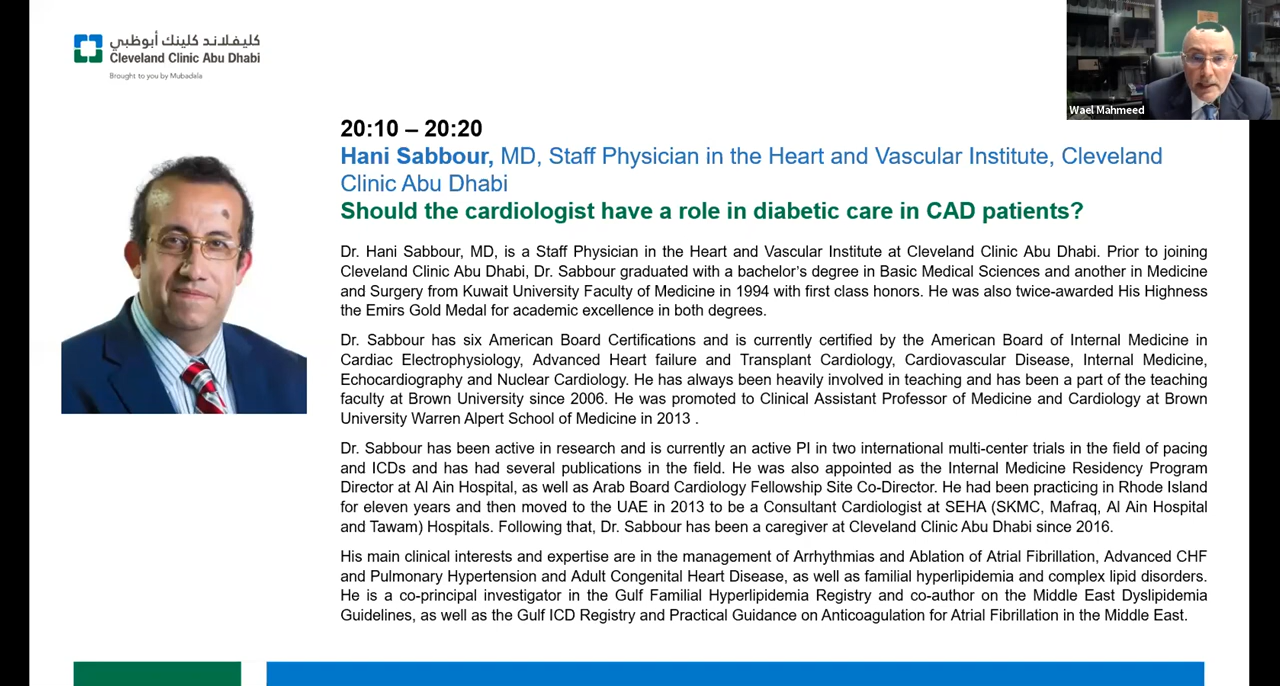 كليفلاند كلينك أبوظبي
Cleveland Clinic Abu Dhabi
Brought to you by Mubadala
Wael Mahmeed
20:10 – 20:20
Hani Sabbour, MD, Staff Physician in the Heart and Vascular Institute, Cleveland
Clinic Abu Dhabi
Should the cardiologist have a role in diabetic care in CAD patients?
Dr. Hani Sabbour, MD, is a Staff Physician in the Heart and Vascular Institute at Cleveland Clinic Abu Dhabi. Prior to joining
Cleveland Clinic Abu Dhabi, Dr. Sabbour graduated with a bachelor's degree in Basic Medical Sciences and another in Medicine
and Surgery from Kuwait University Faculty of Medicine in 1994 with first class honors. He was also twice-awarded His Highness
the Emirs Gold Medal for academic excellence in both degrees.
Dr. Sabbour has six American Board Certifications and is currently certified by the American Board of Internal Medicine in
Cardiac Electrophysiology, Advanced Heart failure and Transplant Cardiology, Cardiovascular Disease, Internal Medicine,
Echocardiography and Nuclear Cardiology. He has always been heavily involved in teaching and has been a part of the teaching
faculty at Brown University since 2006. He was promoted to Clinical Assistant Professor of Medicine and Cardiology at Brown
University Warren Alpert School of Medicine in 2013 .
Dr. Sabbour has been active in research and is currently an active PI in two international multi-center trials in the field of pacing
and ICDs and has had several publications in the field. He was also appointed as the Internal Medicine Residency Program
Director at Al Ain Hospital, as well as Arab Board Cardiology Fellowship Site Co-Director. He had been practicing in Rhode Island
for eleven years and then moved to the UAE in 2013 to be a Consultant Cardiologist at SEHA (SKMC, Mafraq, Al Ain Hospital
and Tawam) Hospitals. Following that, Dr. Sabbour has been a caregiver at Cleveland Clinic Abu Dhabi since 2016.
His main clinical interests and expertise are in the management of Arrhythmias and Ablation of Atrial Fibrillation, Advanced CHF
and Pulmonary Hypertension and Adult Congenital Heart Disease, as well as familial hyperlipidemia and complex lipid disorders.
He is a co-principal investigator in the Gulf Familial Hyperlipidemia Registry and co-author on the Middle East Dyslipidemia
Guidelines, as well as the Gulf ICD Registry and Practical Guidance on Anticoagulation for Atrial Fibrillation in the Middle East.